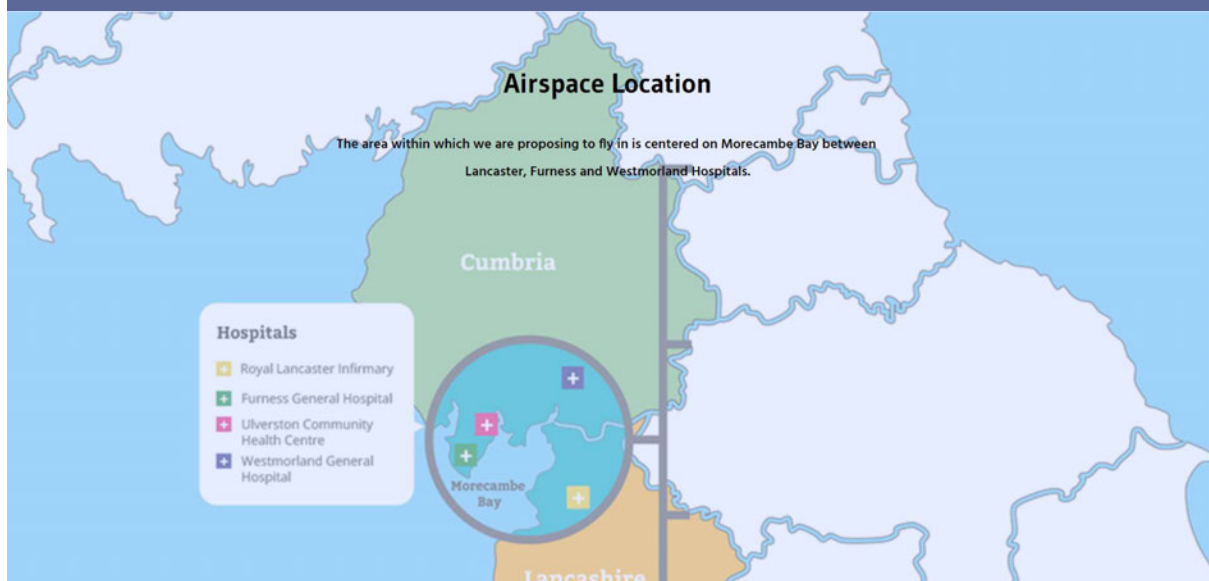 Airspace Location
The area within which we are proposing to fly in is centered on Morecambe Bay between
Lancaster, Furness and Westmorland Hospitals.
Cumbria
Hospitals
Royal Lancaster Infirmary
Furness General Hospital
Ulverston Community
Health Centre
Westmorland General
Hospital
Morecambe
Bay
Lancashire